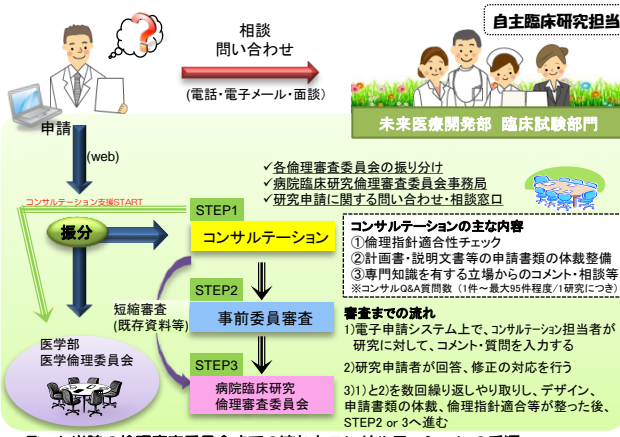 自主臨床研究担当
相談
問い合わせ
(電話・電子メール・面談)
未来医療開発部 臨床試験部門
申請
(web)
✓各倫理審査委員会の振り分け
✓病院臨床研究倫理審査委員会事務局
✓研究申請に関する問い合わせ・相談窓口
コンサルテーション支援START
振分
STEP1
コンサルテーション
コンサルテーションの主な内容
①倫理指針適合性チェック
②計画書・説明文書等の申請書類の体裁整備
③専門知識を有する立場からのコメント・相談等
※コンサルQ&A質問数（1件～最大95件程度/1研究につき）
短縮審査
(既存資料等)
STEP2
事前委員審査
審査までの流れ
1)電子申請システム上で、コンサルテーション担当者が
研究に対して、コメント・質問を入力する
2)研究申請者が回答、修正の対応を行う
3)1)と2)を数回繰り返しやり取りし、デザイン、
申請書類の体裁、倫理指針適合等が整った後、
STEP2 or 3へ進む
医学部
医学倫理委員会
STEP3
病院臨床研究
倫理審査委員会